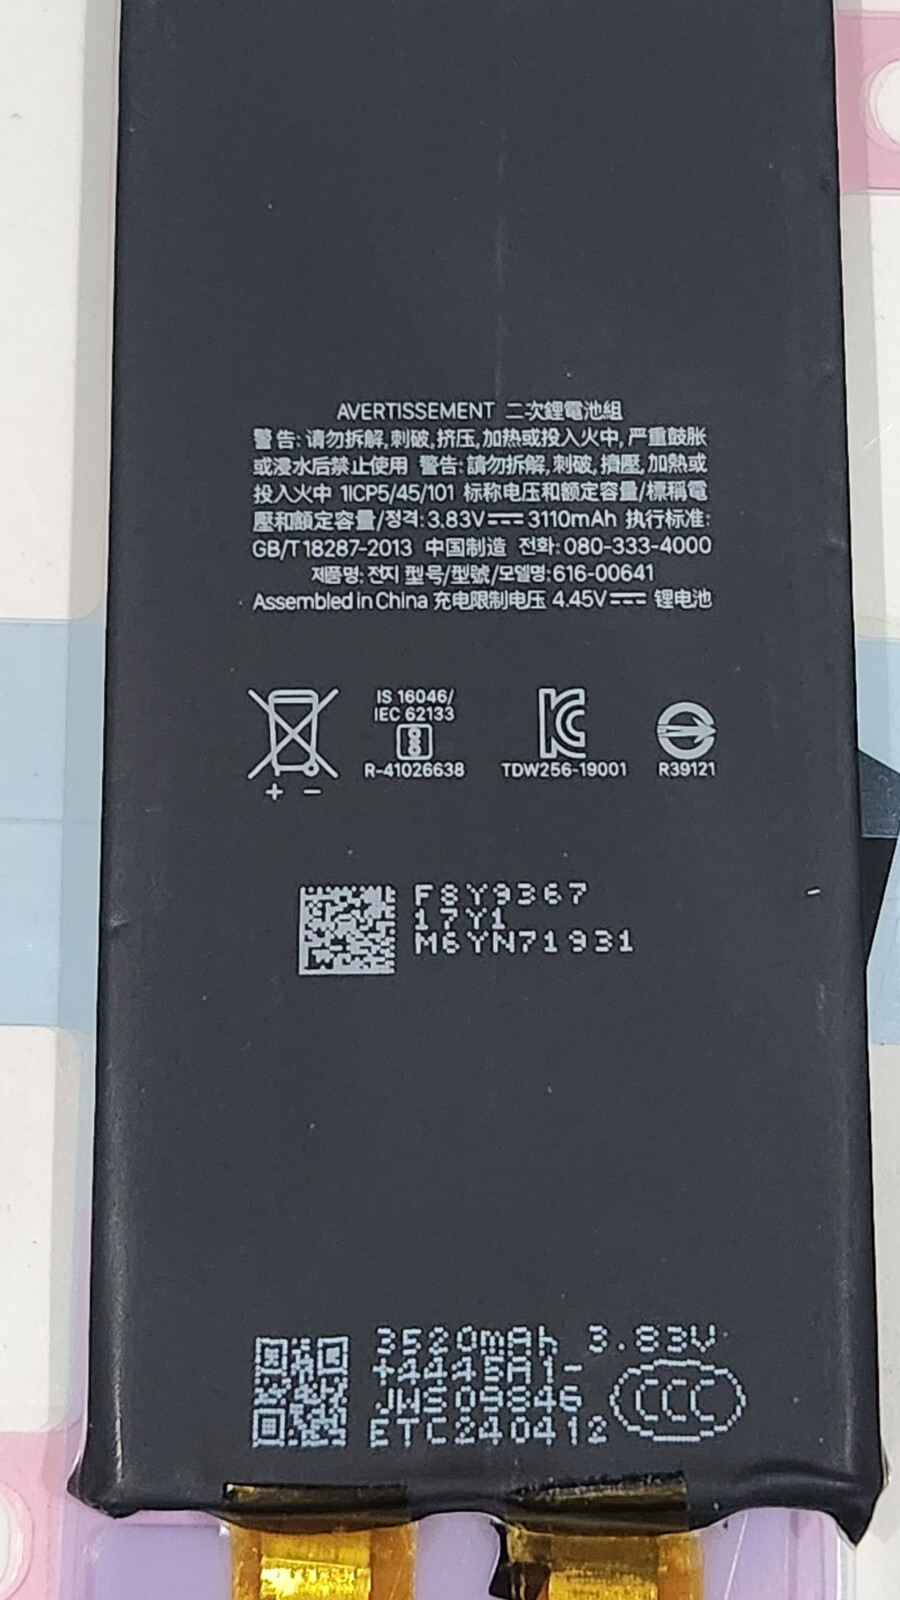 AVERTISSEMENT 二次鋰電池組
警告: 请勿拆解, 刺破, 挤压, 加热或投入火中, 严重鼓胀
或浸水后禁止使用 警告: 請勿拆解, 刺破, 擠壓, 加熱或
投入火中 1ICP5/45/101 标称电压和额定容量/標稱電
壓和額定容量/정격: 3.83V⎓ 3110mAh 执行标准:
GB/T 18287-2013 中国制造 전화: 080-333-4000
제품명: 전지 型号/型號/모델명: 616-00641
Assembled in China 充电限制电压 4.45V⎓ 锂电池
IS 16046/
IEC 62133
R-41026638
TDW256-19001
R39121
+ −
F8Y9367
17Y1
M6YN71931
3520mAh 3.83V
+4445A1-
JWS09846
ETC240412
CCC